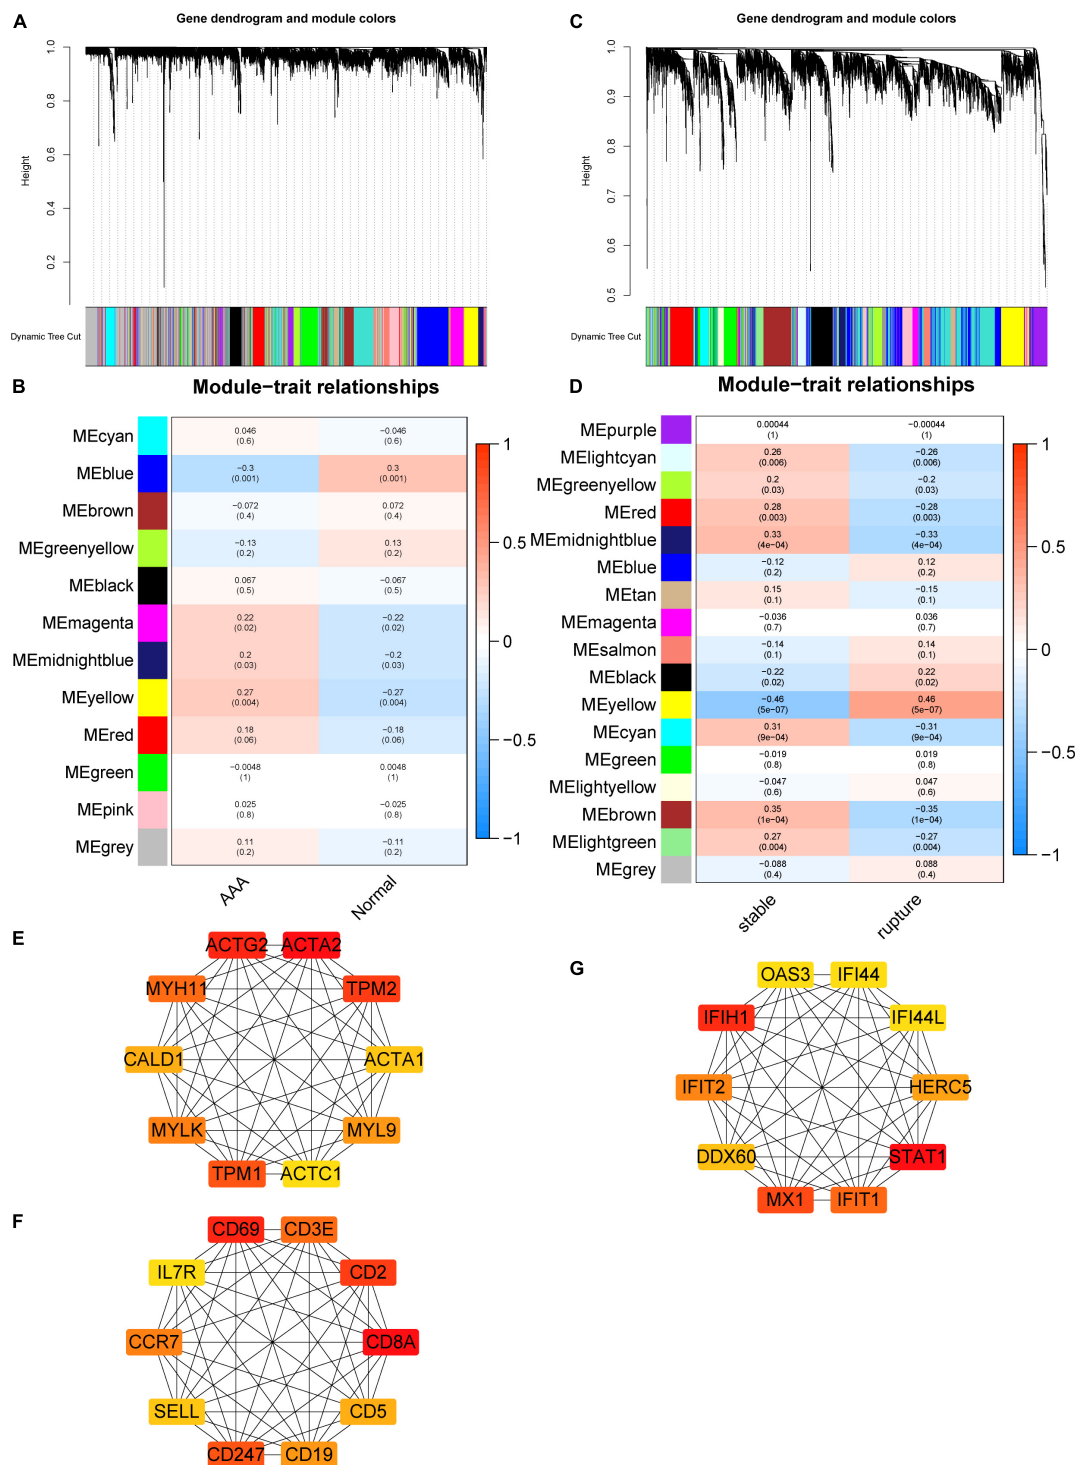 A
Gene dendrogram and module colors
Height
1.0
0.8
0.6
0.4
0.2
Dynamic Tree Cut
C
Gene dendrogram and module colors
Height
1.0
0.9
0.8
0.7
0.6
0.5
Dynamic Tree Cut
B
Module−trait relationships
MEcyan
0.046
(0.6)
−0.046
(0.6)
MEblue
−0.3
(0.001)
0.3
(0.001)
MEbrown
−0.072
(0.4)
0.072
(0.4)
MEgreenyellow
−0.13
(0.2)
0.13
(0.2)
MEblack
0.067
(0.5)
−0.067
(0.5)
MEmagenta
0.22
(0.02)
−0.22
(0.02)
MEmidnightblue
0.2
(0.03)
−0.2
(0.03)
MEyellow
0.27
(0.004)
−0.27
(0.004)
MEred
0.18
(0.06)
−0.18
(0.06)
MEgreen
−0.0048
(1)
0.0048
(1)
MEpink
0.025
(0.8)
−0.025
(0.8)
MEgrey
0.11
(0.2)
−0.11
(0.2)
AAA
Normal
1
0.5
0
−0.5
−1
D
Module−trait relationships
MEpurple
0.00044
(1)
−0.00044
(1)
MElightcyan
0.26
(0.006)
−0.26
(0.006)
MEgreenyellow
0.2
(0.03)
−0.2
(0.03)
MEred
0.28
(0.003)
−0.28
(0.003)
MEmidnightblue
0.33
(4e−04)
−0.33
(4e−04)
MEblue
−0.12
(0.2)
0.12
(0.2)
MEtan
0.15
(0.1)
−0.15
(0.1)
MEmagenta
−0.036
(0.7)
0.036
(0.7)
MEsalmon
−0.14
(0.1)
0.14
(0.1)
MEblack
−0.22
(0.02)
0.22
(0.02)
MEyellow
−0.46
(5e−07)
0.46
(5e−07)
MEcyan
0.31
(9e−04)
−0.31
(9e−04)
MEgreen
−0.019
(0.8)
0.019
(0.8)
MElightyellow
−0.047
(0.6)
0.047
(0.6)
MEbrown
0.35
(1e−04)
−0.35
(1e−04)
MElightgreen
0.27
(0.004)
−0.27
(0.004)
MEgrey
−0.088
(0.4)
0.088
(0.4)
stable
rupture
1
0.5
0
−0.5
−1
E
ACTG2
ACTA2
MYH11
TPM2
CALD1
ACTA1
MYLK
MYL9
TPM1
ACTC1
G
OAS3
IFI44
IFIH1
IFI44L
IFIT2
HERC5
DDX60
STAT1
MX1
IFIT1
F
CD69
CD3E
IL7R
CD2
CCR7
CD8A
SELL
CD5
CD247
CD19